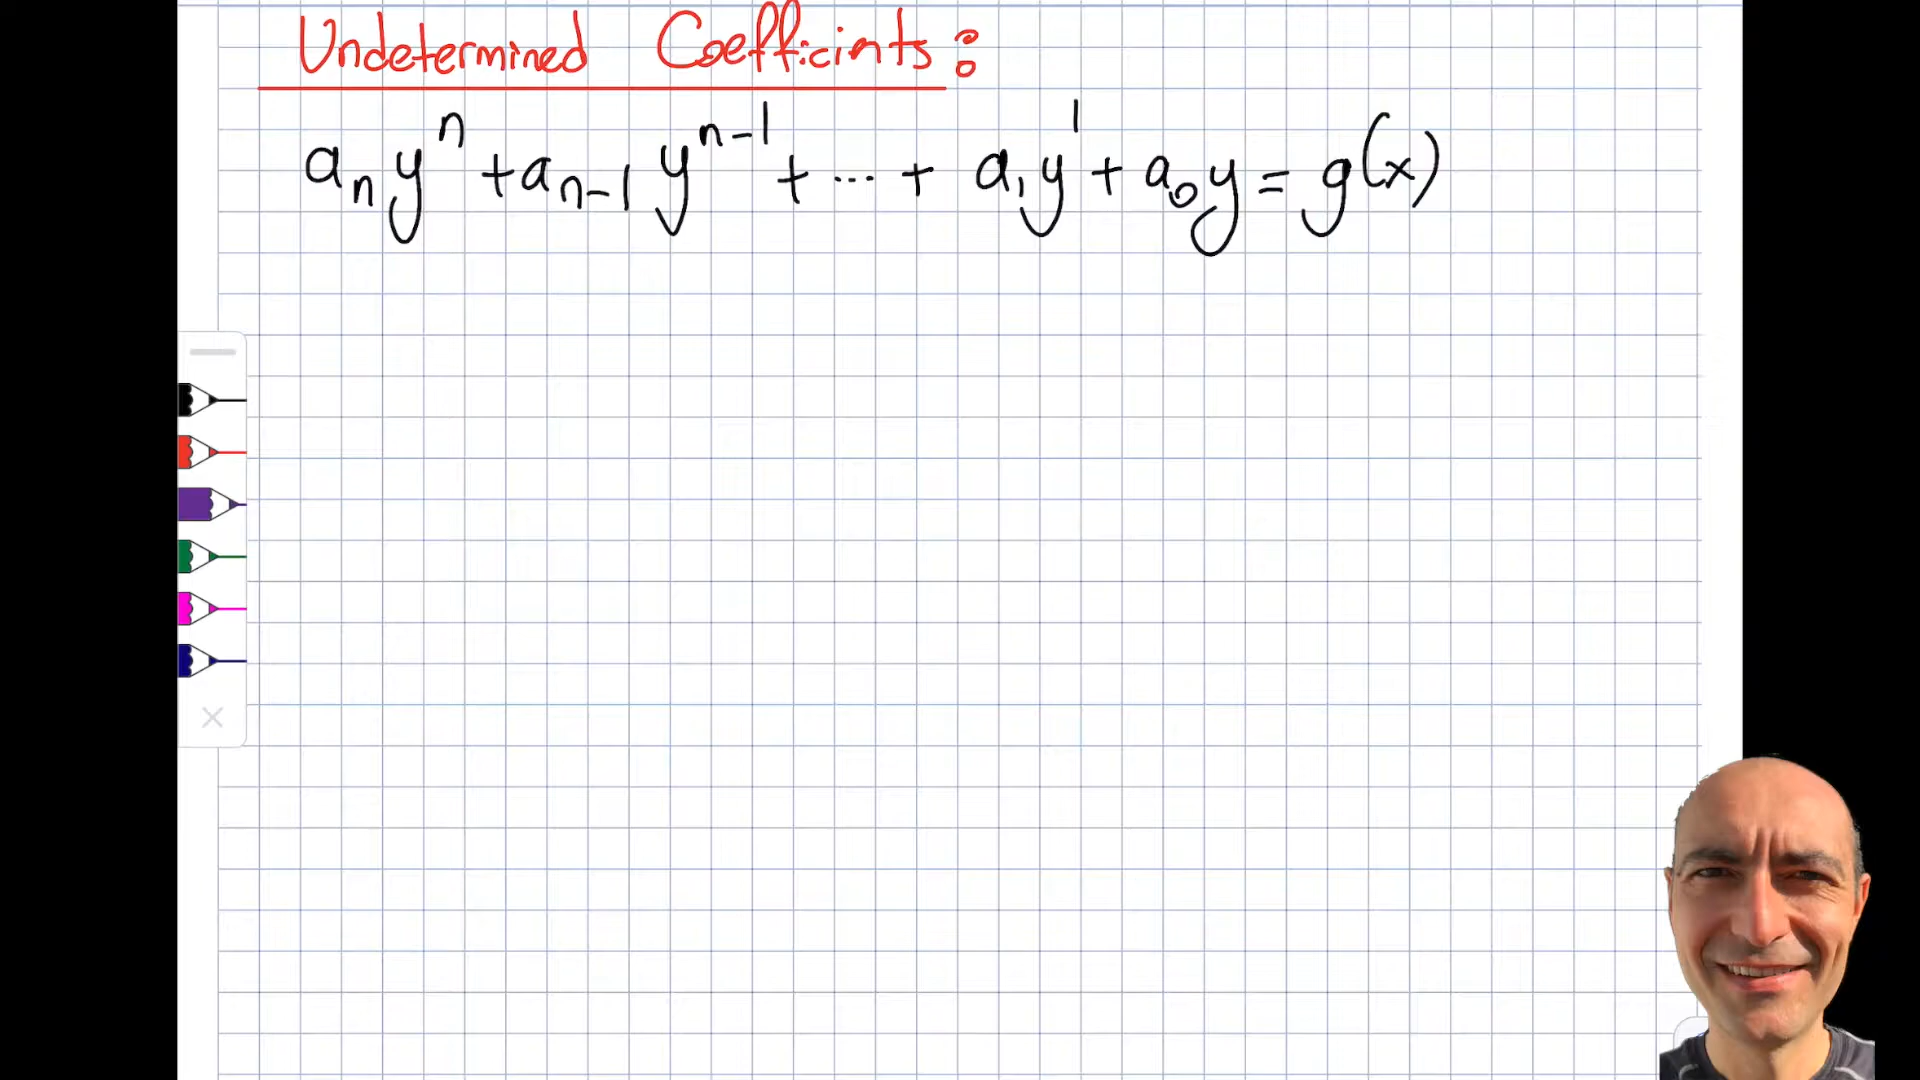 Undetermined Coefficints:
aₙyⁿ + aₙ₋₁yⁿ⁻¹ + ... + a₁y' + a₀y = g(x)